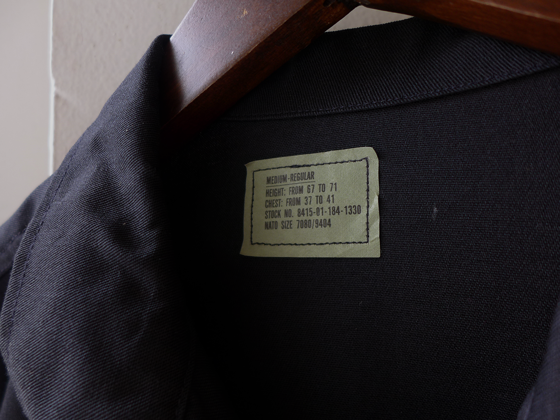 MEDIUM-REGULAR
HEIGHT: FROM 67 TO 71
CHEST: FROM 37 TO 41
STOCK NO. 8415-01-184-1330
NATO SIZE 7080/9404